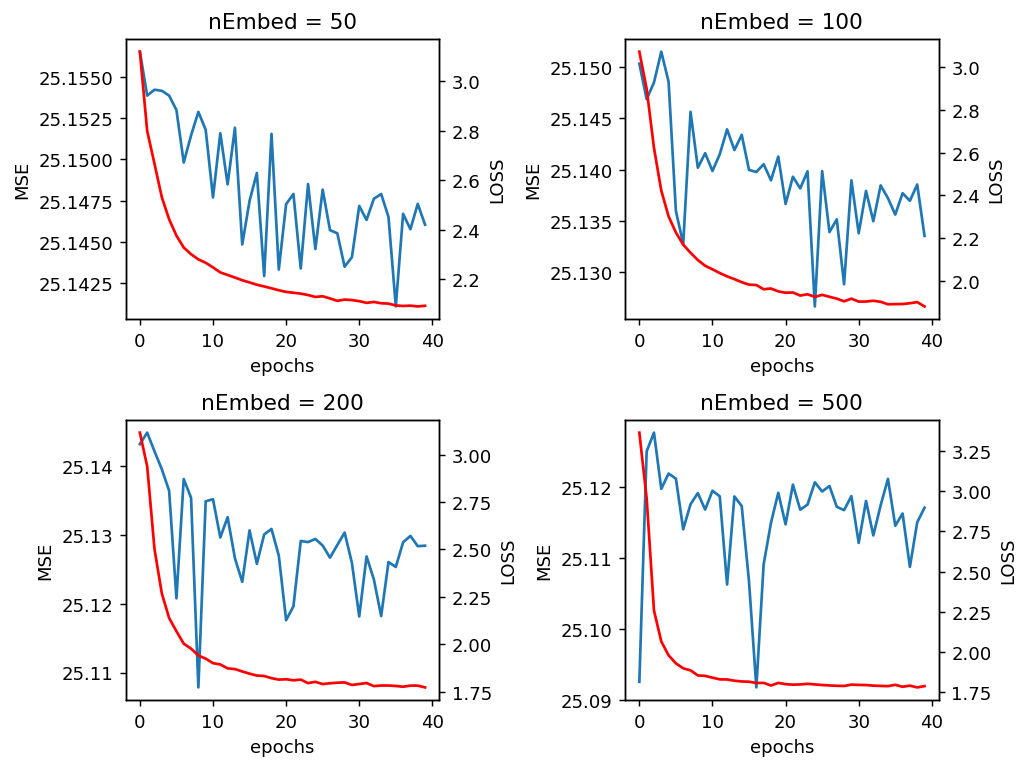 nEmbed = 50
25.1550
25.1525
25.1500
25.1475
25.1450
25.1425
MSE
3.0
2.8
2.6
2.4
2.2
LOSS
0 10 20 30 40
epochs
nEmbed = 100
25.150
25.145
25.140
25.135
25.130
MSE
3.0
2.8
2.6
2.4
2.2
2.0
LOSS
0 10 20 30 40
epochs
nEmbed = 200
25.14
25.13
25.12
25.11
MSE
3.00
2.75
2.50
2.25
2.00
1.75
LOSS
0 10 20 30 40
epochs
nEmbed = 500
25.12
25.11
25.10
25.09
MSE
3.25
3.00
2.75
2.50
2.25
2.00
1.75
LOSS
0 10 20 30 40
epochs